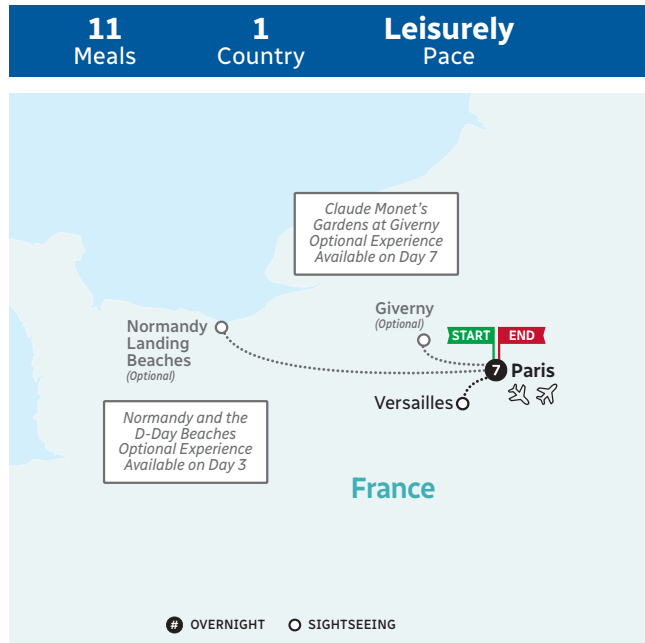 11
Meals
1
Country
Leisurely
Pace
Claude Monet's
Gardens at Giverny
Optional Experience
Available on Day 7
Giverny
(Optional)
START
END
Normandy
Landing
Beaches
(Optional)
7 Paris
Versailles
Normandy and the
D-Day Beaches
Optional Experience
Available on Day 3
France
# OVERNIGHT
SIGHTSEEING